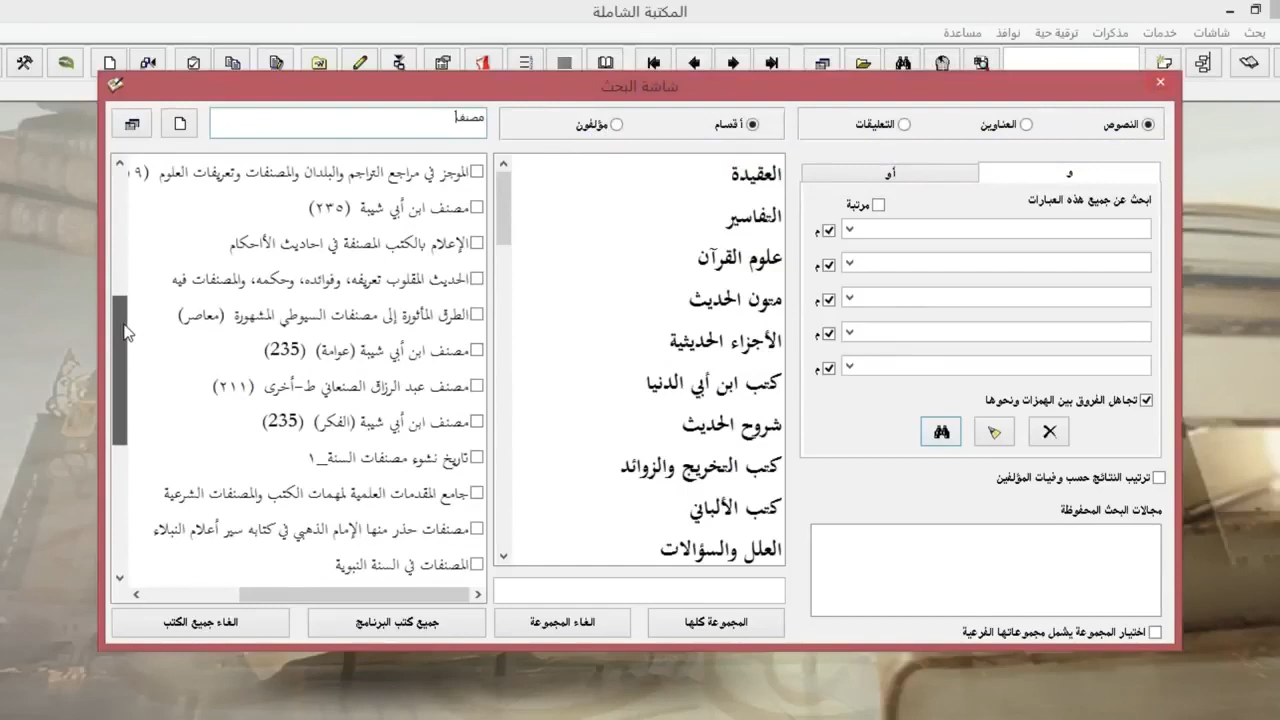 المكتبة الشاملة
بحث شاشات خدمات مذكرات ترقية حية نوافذ مساعدة
شاشة البحث
النصوص العناوين التعليقات
أقسام مؤلفون
مصنف
و أو
ابحث عن جميع هذه العبارات مرتبة
م
م
م
م
م
تجاهل الفروق بين الهمزات ونحوها
ترتيب النتائج حسب وفيات المؤلفين
مجالات البحث المحفوظة
اختيار المجموعة يشمل مجموعاتها الفرعية
العقيدة
التفاسير
علوم القرآن
متون الحديث
الأجزاء الحديثية
كتب ابن أبي الدنيا
شروح الحديث
كتب التخريج والزوائد
كتب الألباني
العلل والسؤالات
المجموعة كلها الغاء المجموعة
الموجز في مراجع التراجم والبلدان والمصنفات وتعريفات العلوم (٩
مصنف ابن أبي شيبة (٢٣٥)
الإعلام بالكتب المصنفة في احاديث الأاحكام
الحديث المقلوب تعريفه، وفوائده، وحكمه، والمصنفات فيه
الطرق المأثورة إلى مصنفات السيوطي المشهورة (معاصر)
مصنف ابن أبي شيبة (عوامة) (235)
مصنف عبد الرزاق الصنعاني ط-أخرى (٢١١)
مصنف ابن أبي شيبة (الفكر) (235)
تاريخ نشوء مصنفات السنة_١
جامع المقدمات العلمية لمهمات الكتب والمصنفات الشرعية
مصنفات حذر منها الإمام الذهبي في كتابه سير أعلام النبلاء
المصنفات في السنة النبوية
جميع كتب البرنامج الغاء جميع الكتب